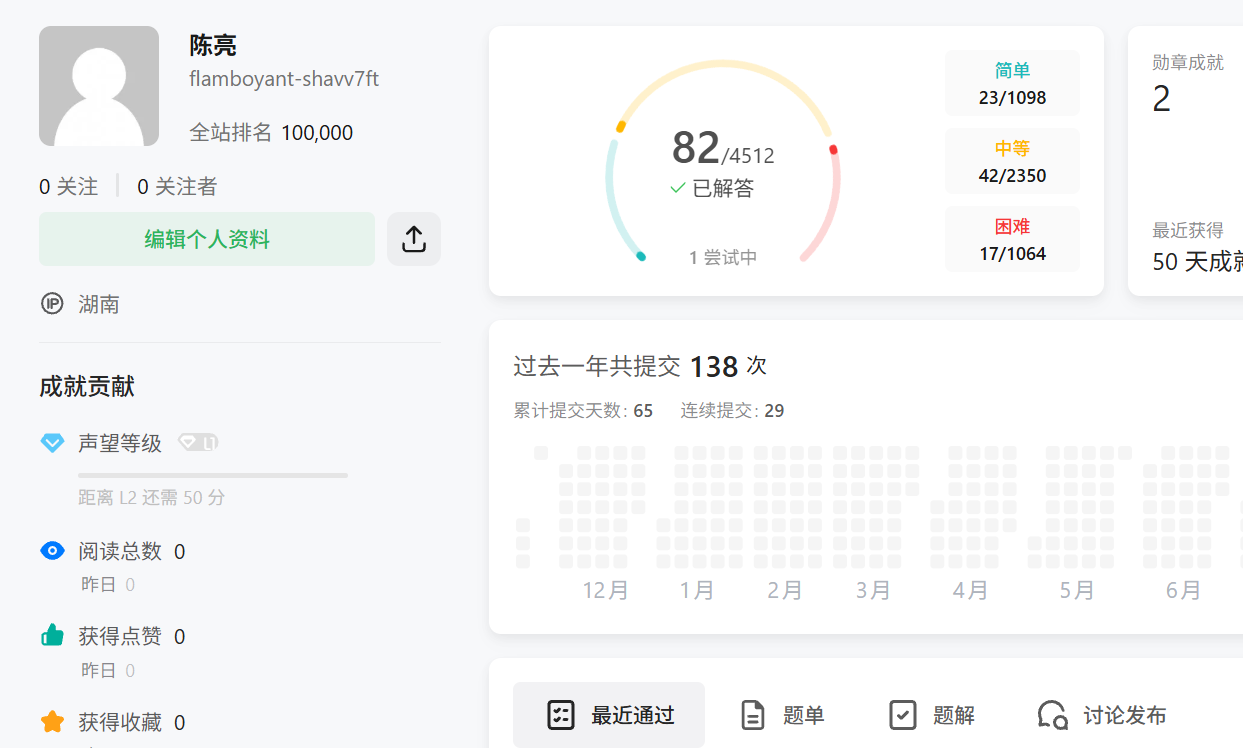 陈亮
flamboyant-shavv7ft
全站排名 100,000
0 关注
0 关注者
编辑个人资料
IP 湖南
成就贡献
声望等级 L1
距离 L2 还需 50 分
阅读总数 0
昨日 0
获得点赞 0
昨日 0
获得收藏 0
82/4512
已解答
1 尝试中
简单
23/1098
中等
42/2350
困难
17/1064
勋章成就
2
最近获得
50 天成就
过去一年共提交 138 次
累计提交天数: 65 连续提交: 29
12月 1月 2月 3月 4月 5月 6月
最近通过 题单 题解 讨论发布